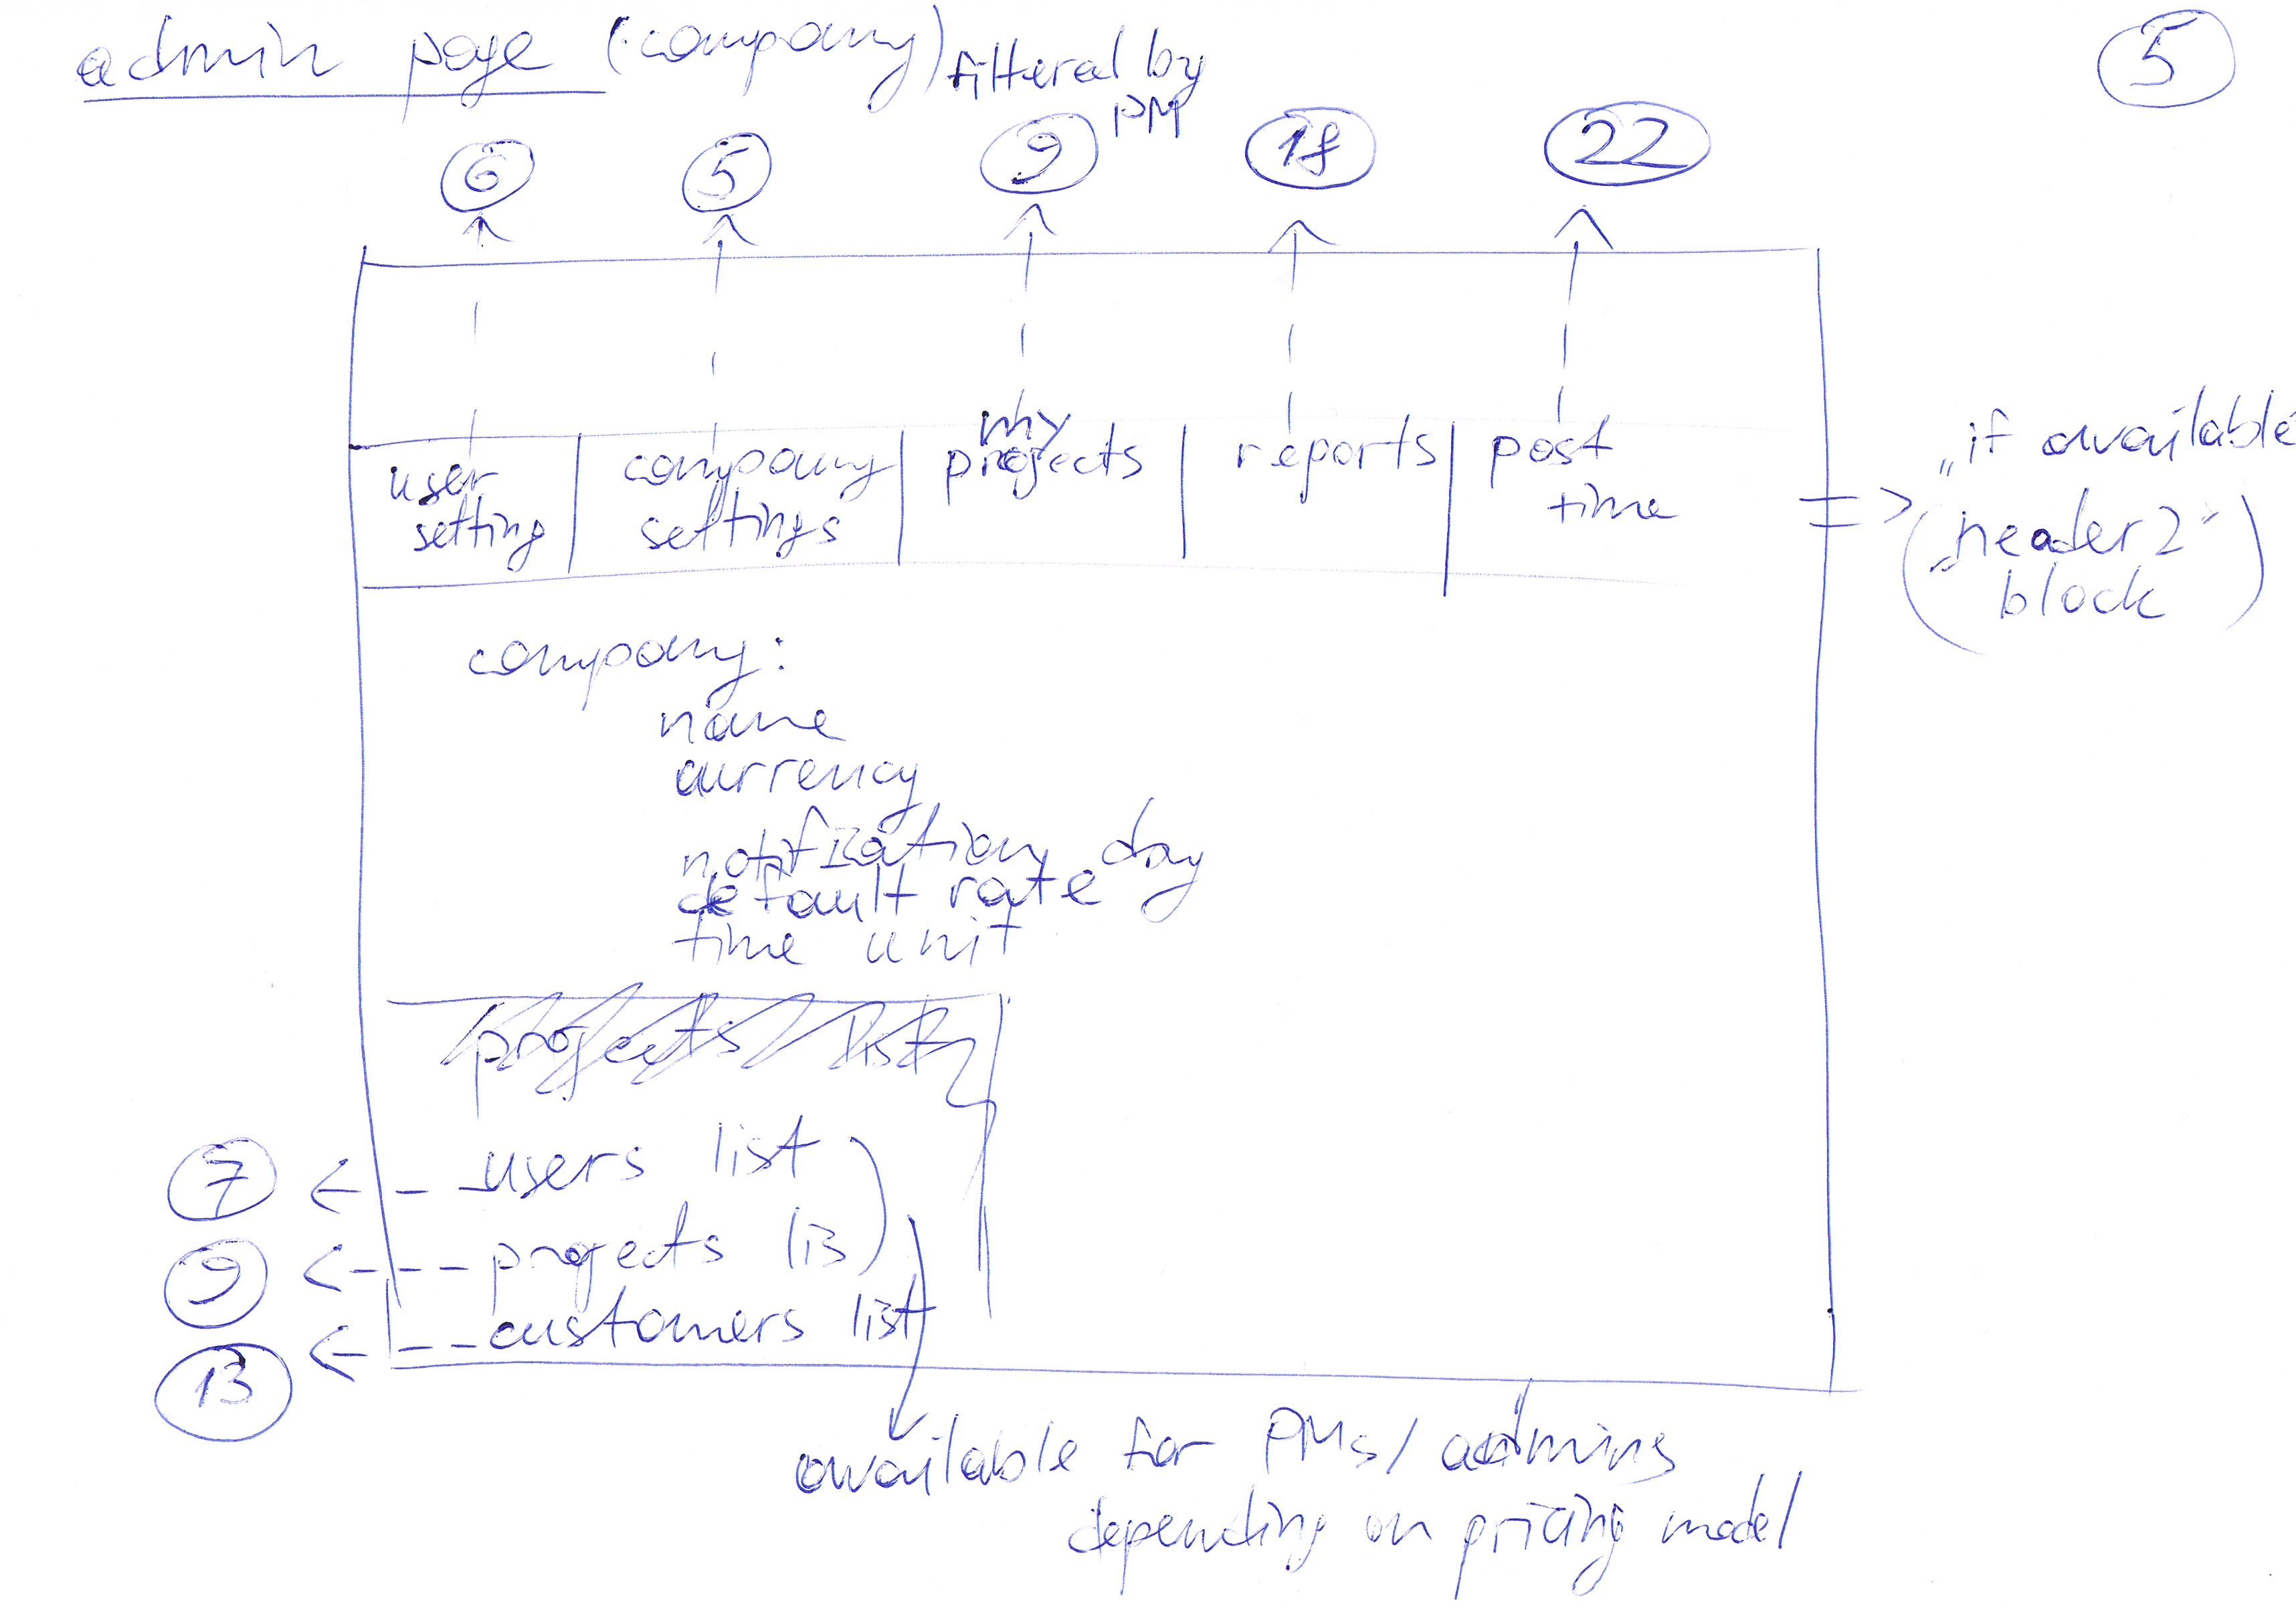 admin page (company) filtered by
PM
5
6 5 9 18 22
user
setting
company
settings
my
projects
reports
post
time
=> „if available
(„header2“
block)
company:
name
currency
notification day
default rate
time unit
projects list
7 <--- users list
9 <--- projects lis
13 <--- customers list
available for PMs/admins
depending on pricing model